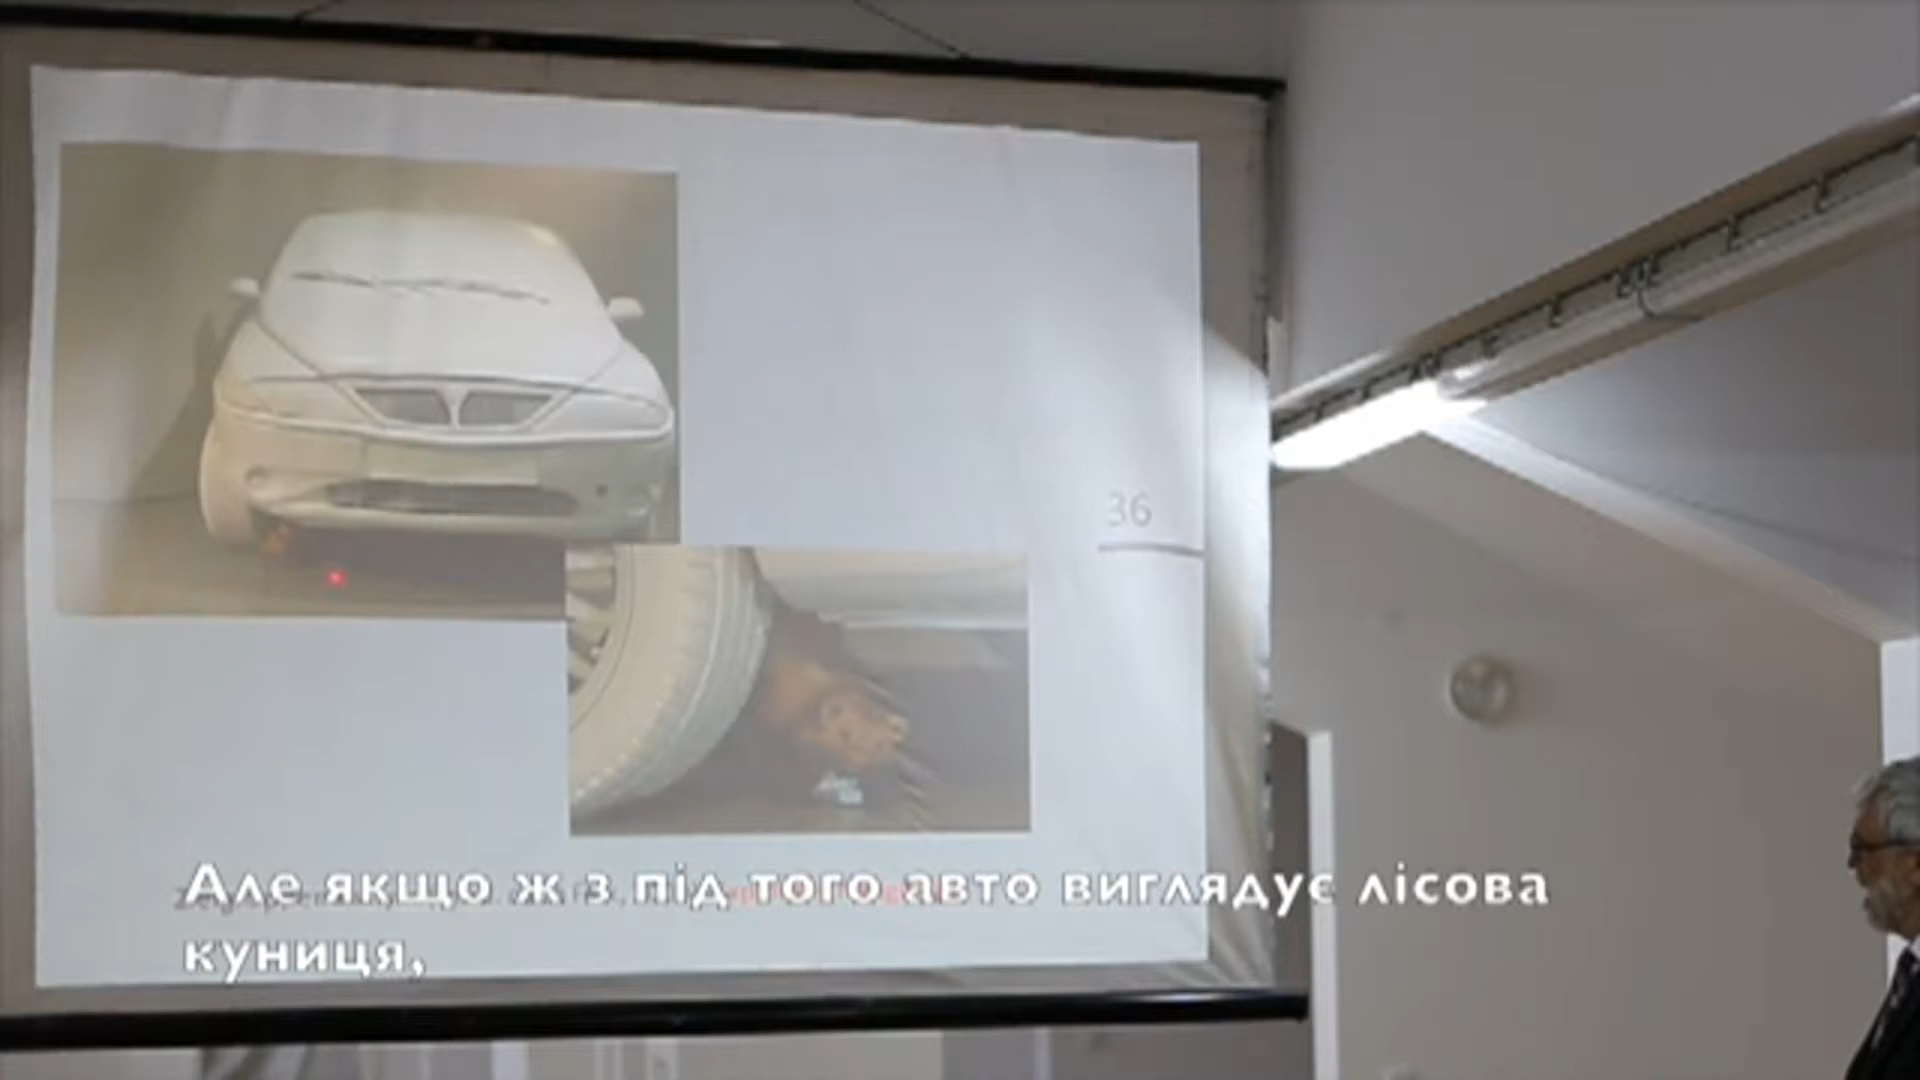 36
Але якщо ж з під того авто виглядує лісова
куниця,